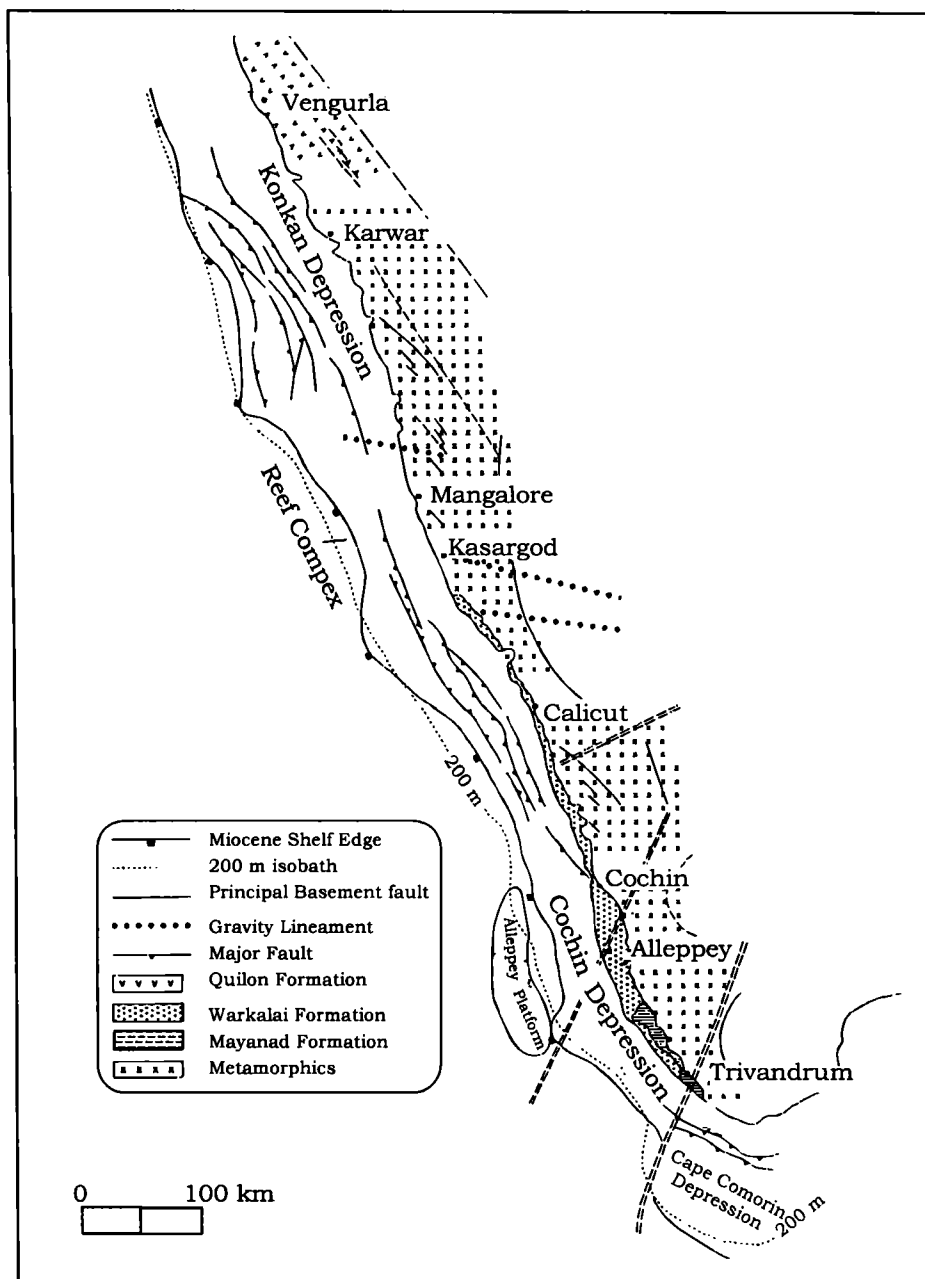 Vengurla
Konkan Depression
Karwar
Reef Compex
Mangalore
Kasargod
Calicut
200 m
Miocene Shelf Edge
200 m isobath
Principal Basement fault
Gravity Lineament
Major Fault
Quilon Formation
Warkalai Formation
Mayanad Formation
Metamorphics
Cochin
Alleppey
Alleppey Platform
Cochin Depression
Trivandrum
Cape Comorin
Depression
200 m
0 100 km